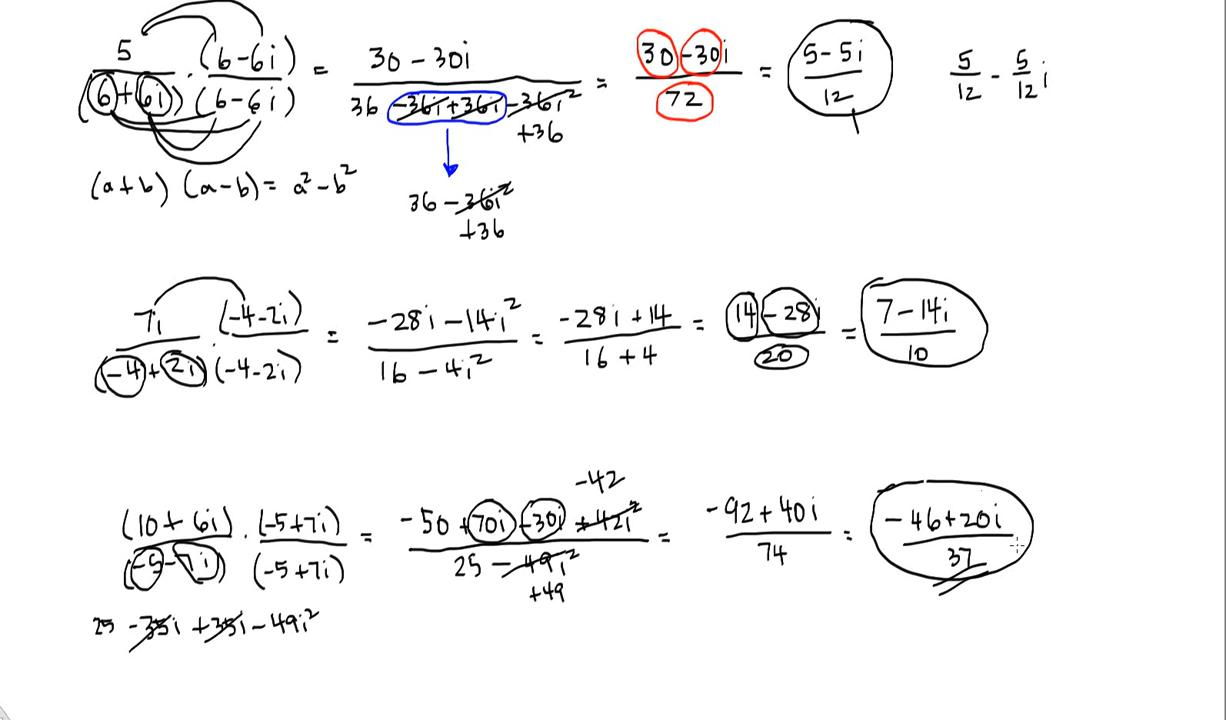 5/(6+6i) · (6-6i)/(6-6i) = (30-30i)/(36-36i+36i-36i²) = (30-30i)/72 = (5-5i)/12   5/12 - 5/12 i
+36
(a+b)(a-b) = a²-b²
36-36i²
+36
7i/(-4+2i) · (-4-2i)/(-4-2i) = (-28i-14i²)/(16-4i²) = (-28i+14)/(16+4) = (14-28i)/20 = (7-14i)/10
-42
(10+6i)/(-5-7i) · (-5+7i)/(-5+7i) = (-50+70i-30i+42i²)/(25-49i²) = (-92+40i)/74 = (-46+20i)/37
+49
25-35i+35i-49i²